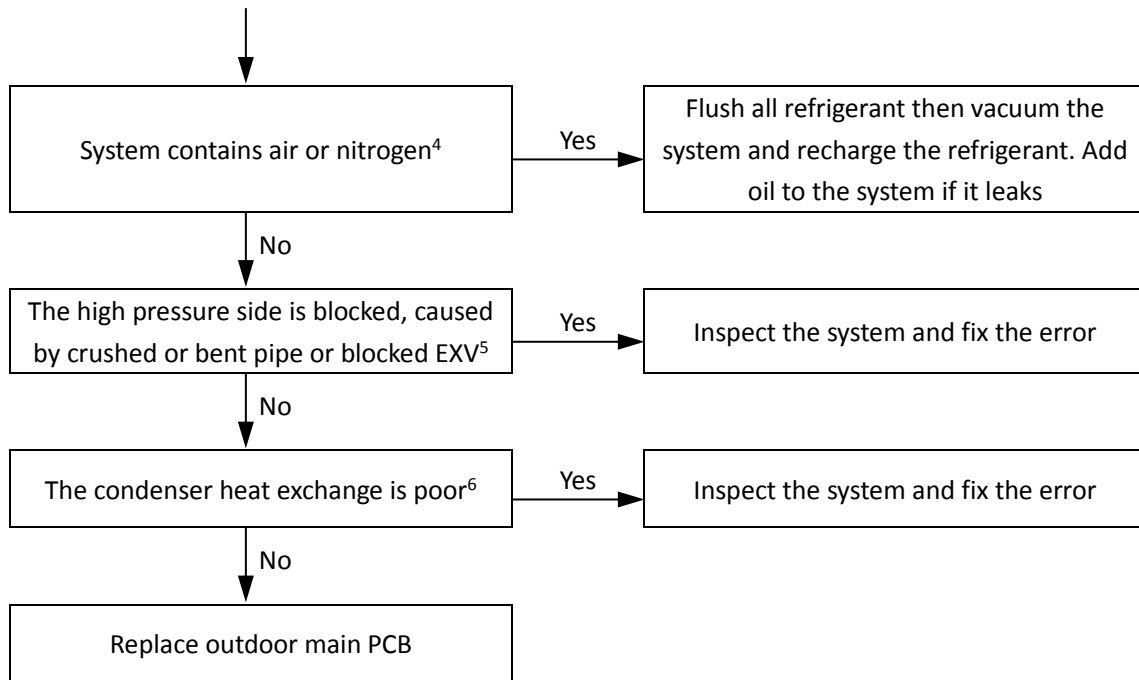 System contains air or nitrogen⁴
Yes
Flush all refrigerant then vacuum the
system and recharge the refrigerant. Add
oil to the system if it leaks
No
The high pressure side is blocked, caused
by crushed or bent pipe or blocked EXV⁵
Yes
Inspect the system and fix the error
No
The condenser heat exchange is poor⁶
Yes
Inspect the system and fix the error
No
Replace outdoor main PCB